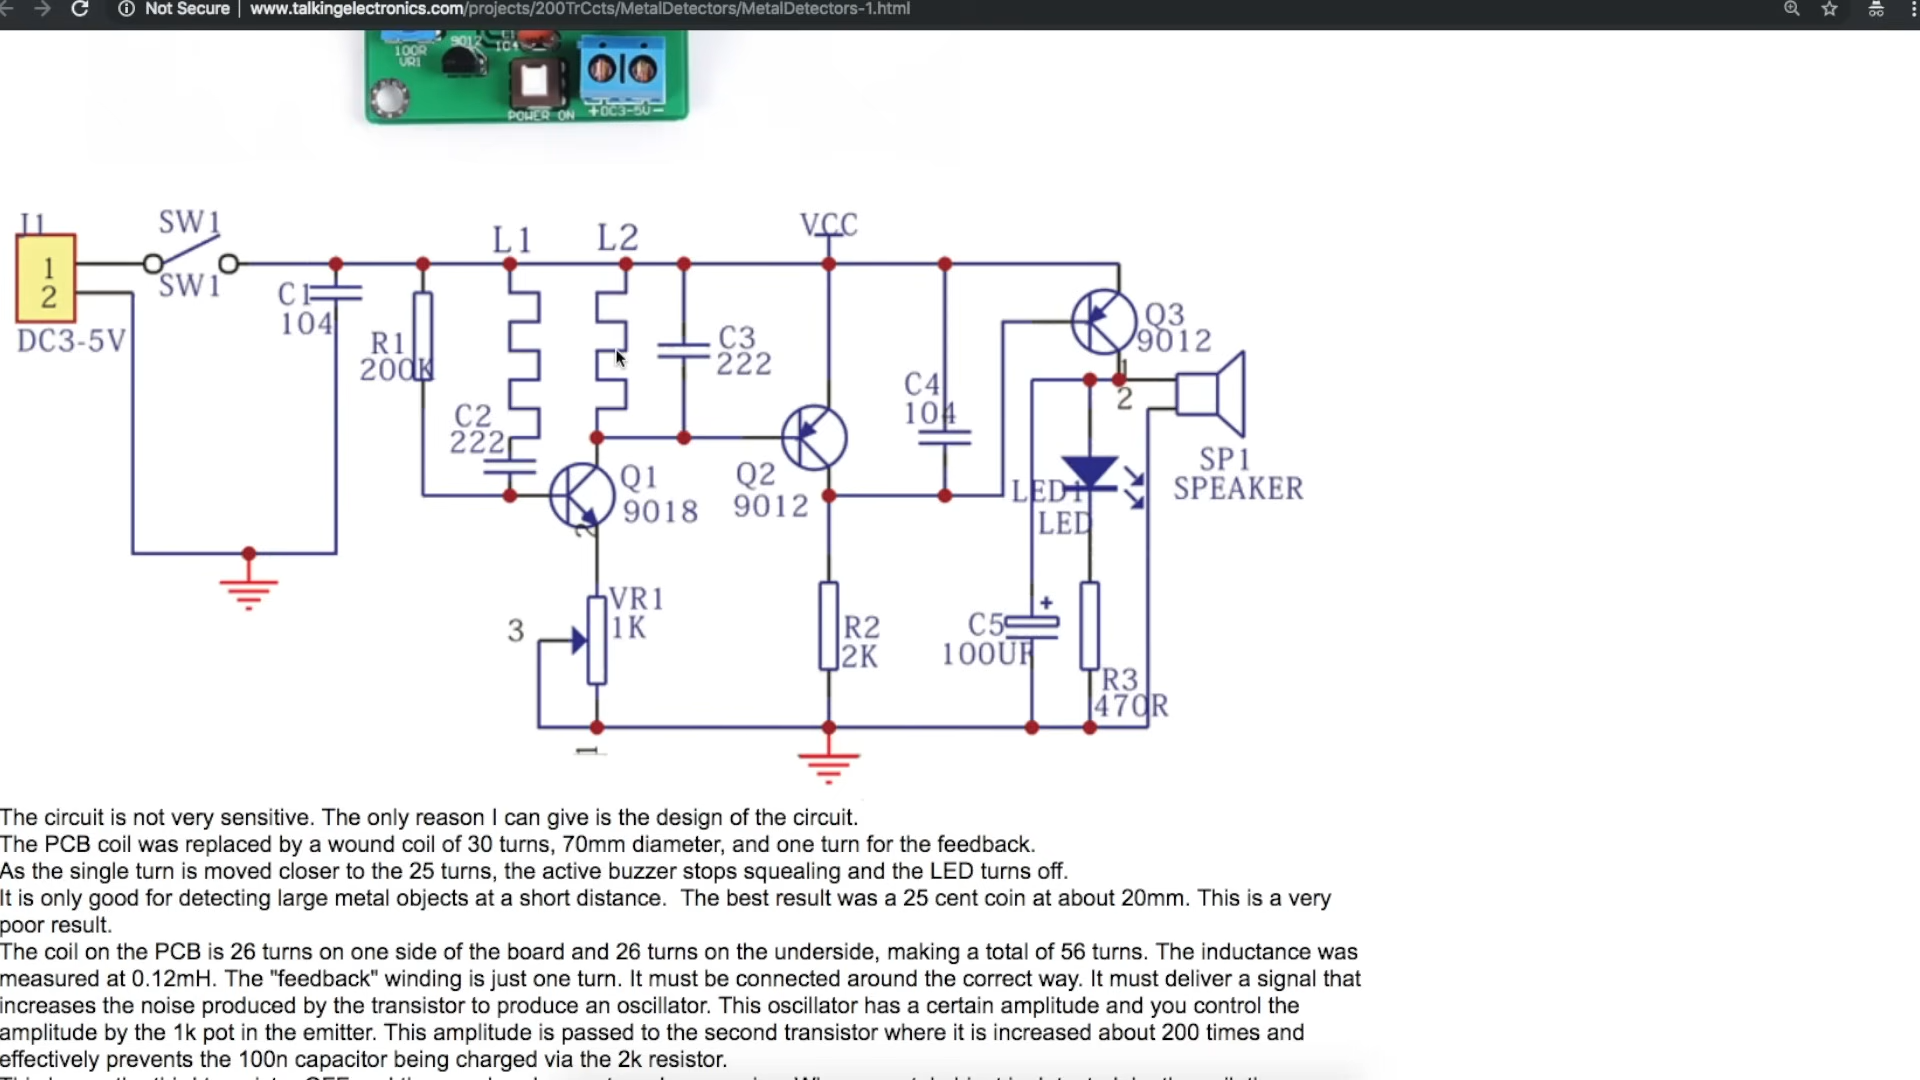 Not Secure | www.talkingelectronics.com/projects/200TrCcts/MetalDetectors/MetalDetectors-1.html
100R
VR1
9012
C1
104
POWER ON
+DC3-5V-
J1
1
2
DC3-5V
SW1
SW1
C1
104
R1
200K
L1
L2
C2
222
C3
222
VCC
Q1
9018
2
Q2
9012
C4
104
Q3
9012
1
2
SP1
SPEAKER
LED1
LED
VR1
1K
3
1
R2
2K
C5
+
100UF
R3
470R
The circuit is not very sensitive. The only reason I can give is the design of the circuit.
The PCB coil was replaced by a wound coil of 30 turns, 70mm diameter, and one turn for the feedback.
As the single turn is moved closer to the 25 turns, the active buzzer stops squealing and the LED turns off.
It is only good for detecting large metal objects at a short distance.  The best result was a 25 cent coin at about 20mm. This is a very
poor result.
The coil on the PCB is 26 turns on one side of the board and 26 turns on the underside, making a total of 56 turns. The inductance was
measured at 0.12mH. The "feedback" winding is just one turn. It must be connected around the correct way. It must deliver a signal that
increases the noise produced by the transistor to produce an oscillator. This oscillator has a certain amplitude and you control the
amplitude by the 1k pot in the emitter. This amplitude is passed to the second transistor where it is increased about 200 times and
effectively prevents the 100n capacitor being charged via the 2k resistor.